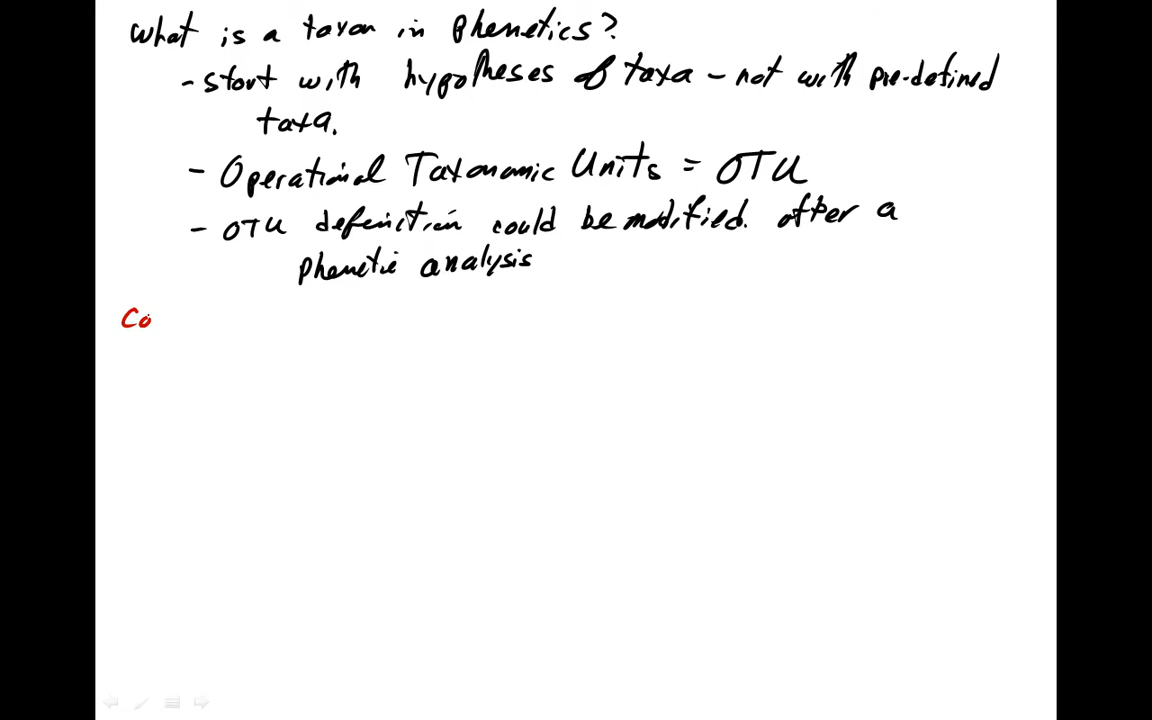 What is a taxon in Phenetics?
- start with hypotheses of taxa - not with pre-defined
taxa.
- Operational Taxonomic Units = OTU
- OTU definition could be modified. after a
phenetic analysis
Co